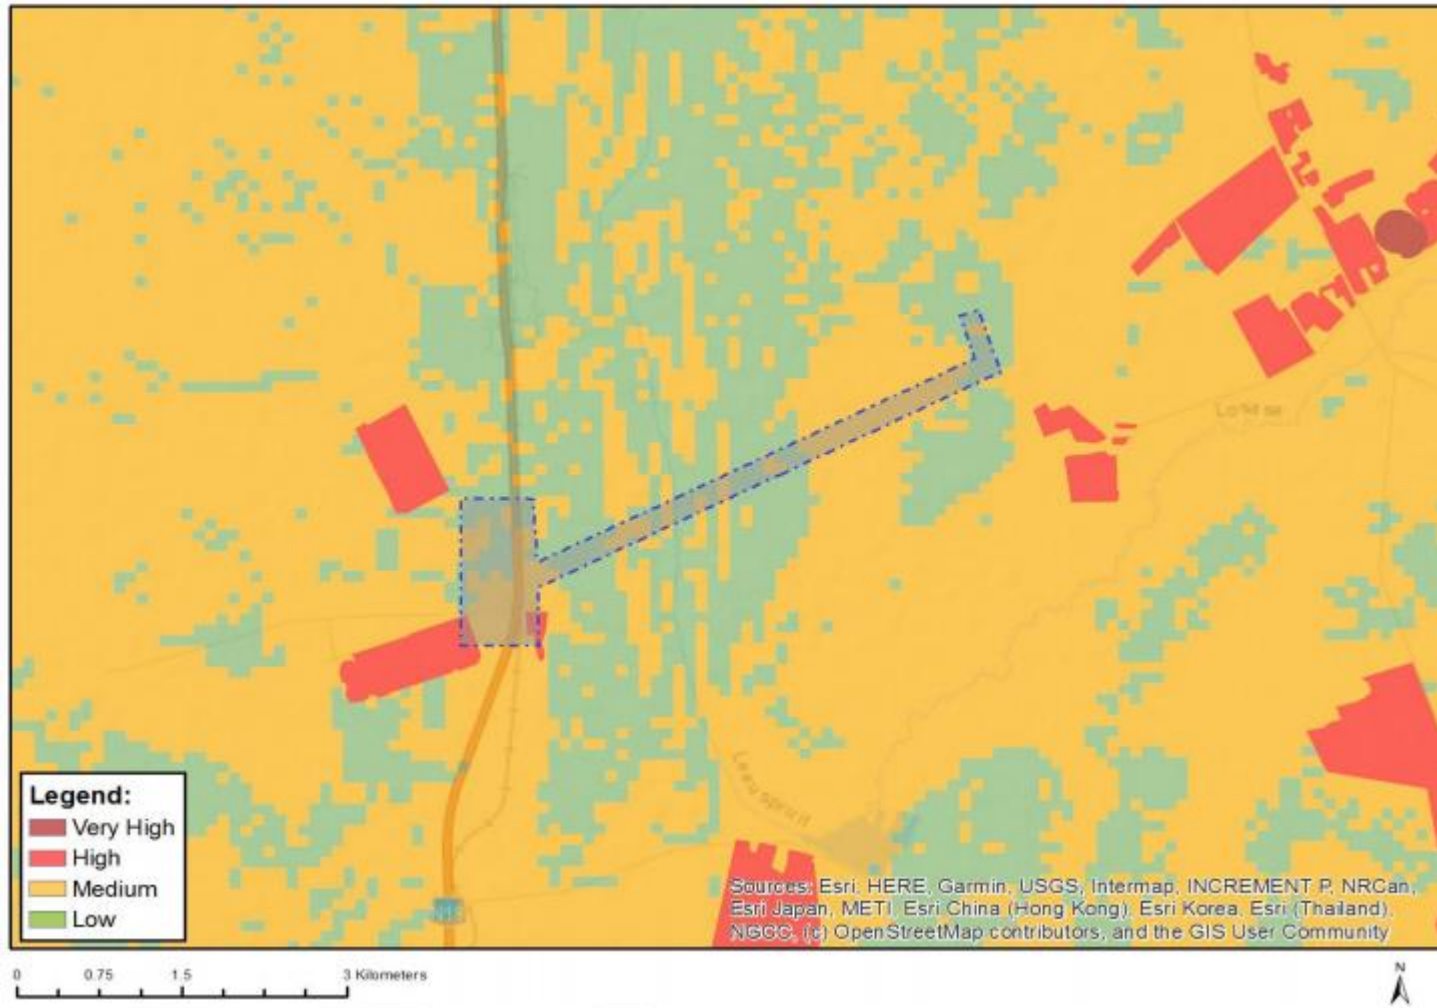 Leeu spruit
Legend:
Very High
High
Medium
Low
Sources: Esri, HERE, Garmin, USGS, Intermap, INCREMENT P, NRCan,
Esri Japan, METI, Esri China (Hong Kong), Esri Korea, Esri (Thailand),
NGCC, (c) OpenStreetMap contributors, and the GIS User Community
0 0.75 1.5 3 Kilometers
N